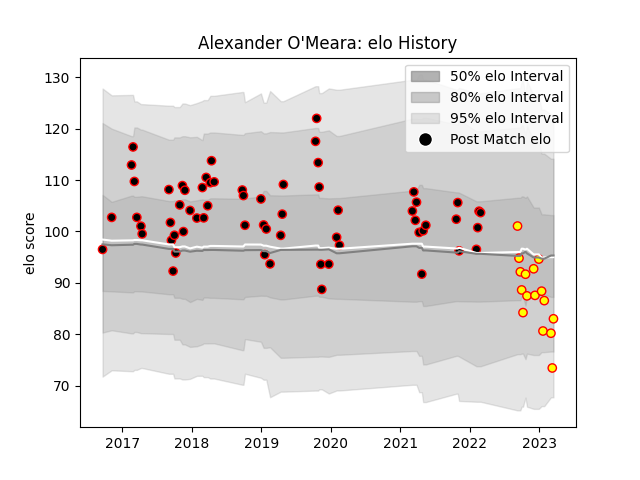 Alexander O'Meara: elo History
50% elo Interval
80% elo Interval
95% elo Interval
Post Match elo
elo score
130
120
110
100
90
80
70
2017 2018 2019 2020 2021 2022 2023